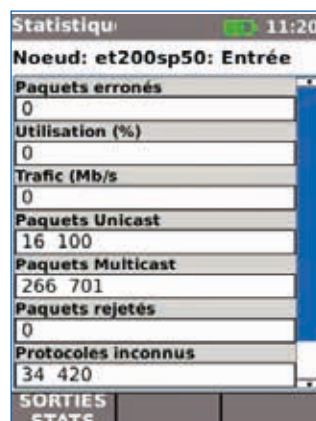 Statistiqu 11:20
Noeud: et200sp50: Entrée
Paquets erronés
0
Utilisation (%)
0
Trafic (Mb/s
0
Paquets Unicast
16 100
Paquets Multicast
266 701
Paquets rejetés
0
Protocoles inconnus
34 420
SORTIES
STATS